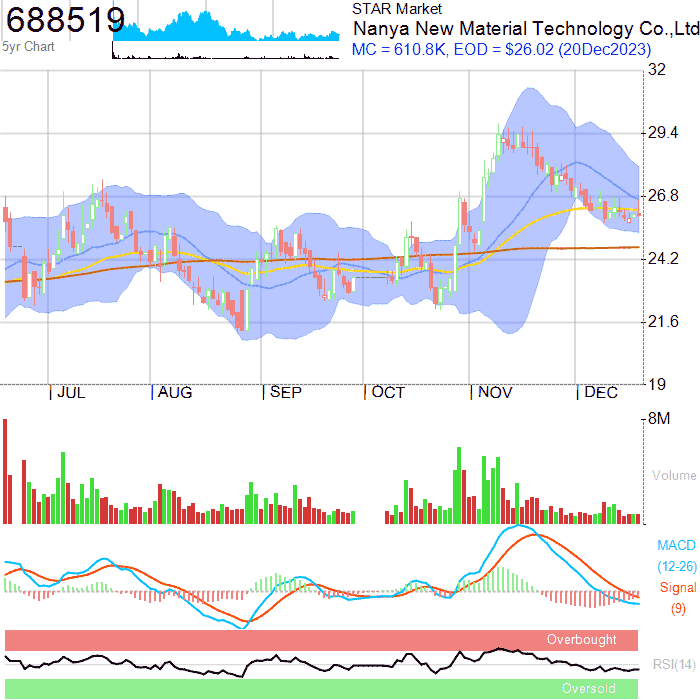 688519
5yr Chart
STAR Market
Nanya New Material Technology Co.,Ltd
MC = 610.8K, EOD = $26.02 (20Dec2023)
32
29.4
26.8
24.2
21.6
19
JUL AUG SEP OCT NOV DEC
8M
Volume
MACD
(12-26)
Signal
(9)
Overbought
RSI(14)
Oversold